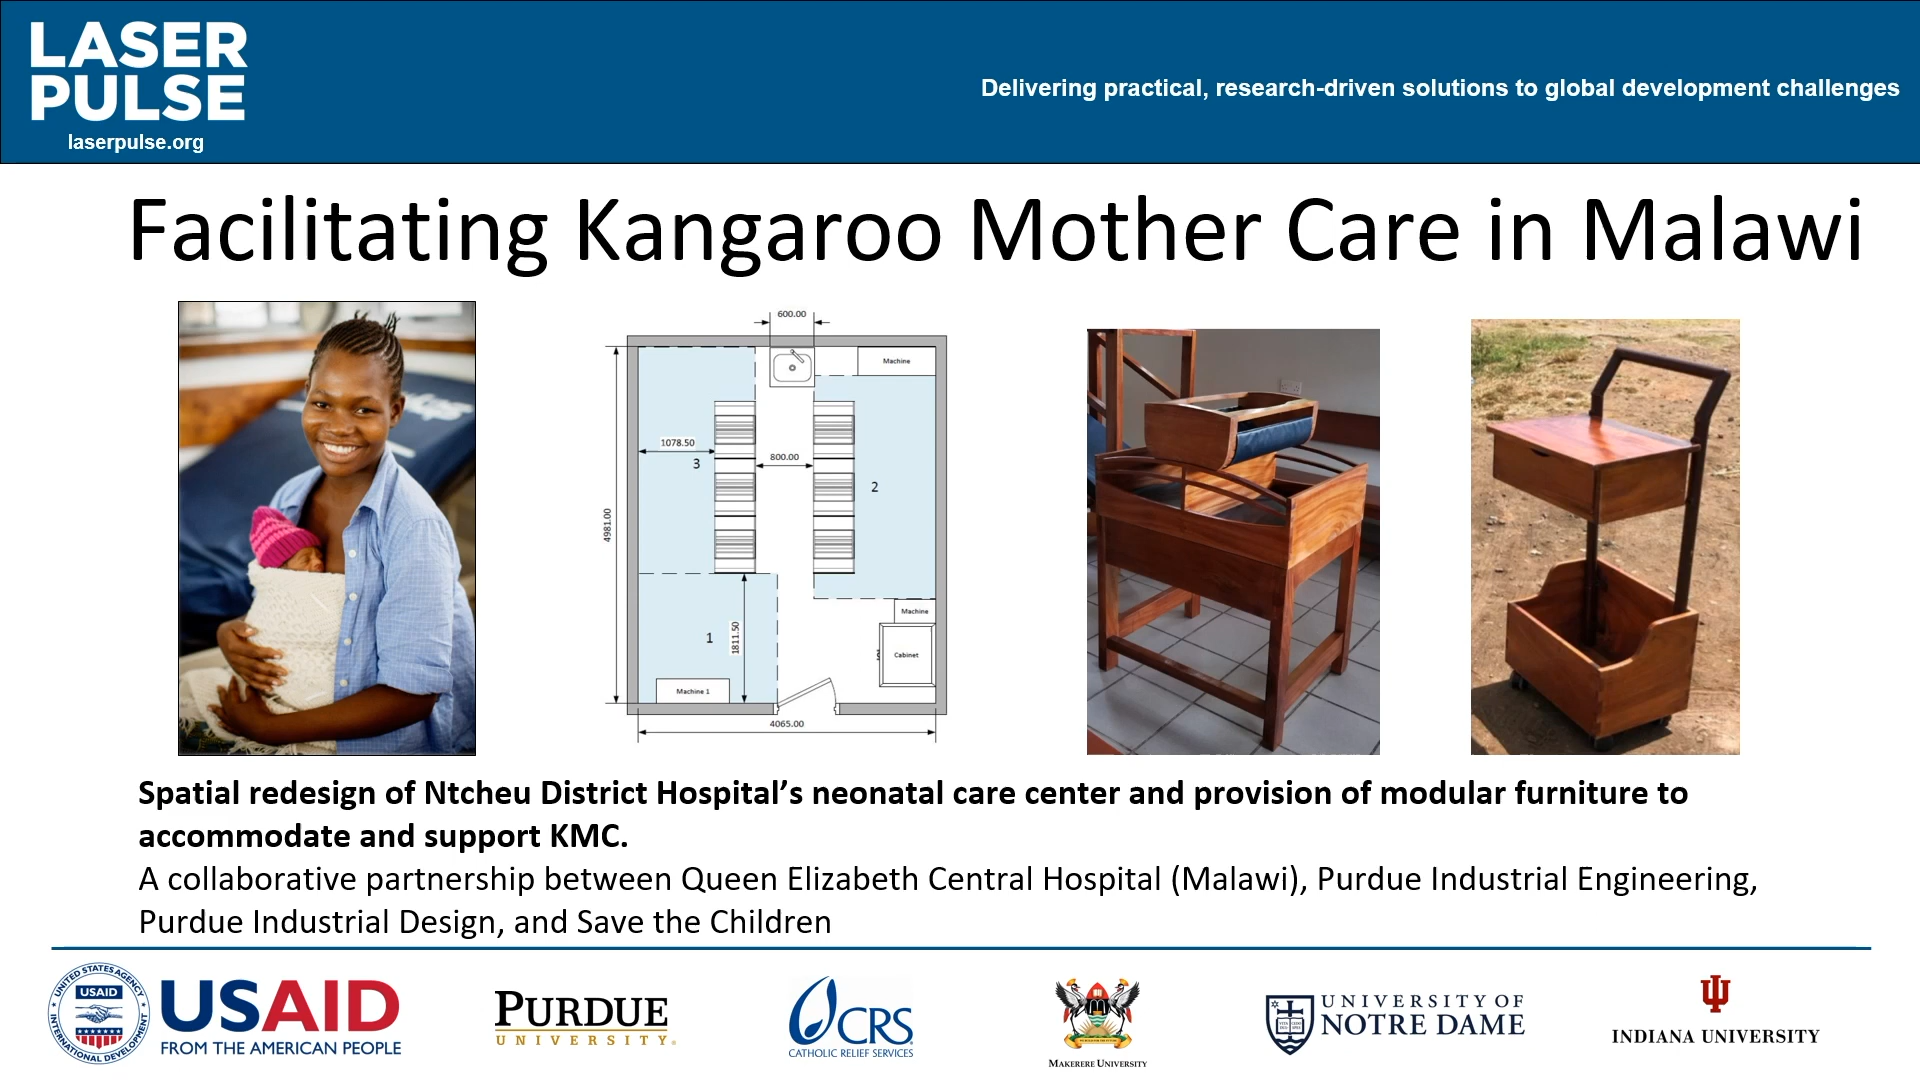 LASER
PULSE
laserpulse.org
Delivering practical, research-driven solutions to global development challenges
Facilitating Kangaroo Mother Care in Malawi
600.00
Machine
1078.50
3
800.00
2
4981.00
Machine
1
1811.50
Cabinet
Machine 1
4065.00
Spatial redesign of Ntcheu District Hospital’s neonatal care center and provision of modular furniture to
accommodate and support KMC.
A collaborative partnership between Queen Elizabeth Central Hospital (Malawi), Purdue Industrial Engineering,
Purdue Industrial Design, and Save the Children
UNITED STATES AGENCY
USAID
INTERNATIONAL DEVELOPMENT
USAID
FROM THE AMERICAN PEOPLE
PURDUE
UNIVERSITY®
CRS
CATHOLIC RELIEF SERVICES
MAKERERE UNIVERSITY
UNIVERSITY OF
NOTRE DAME
INDIANA UNIVERSITY